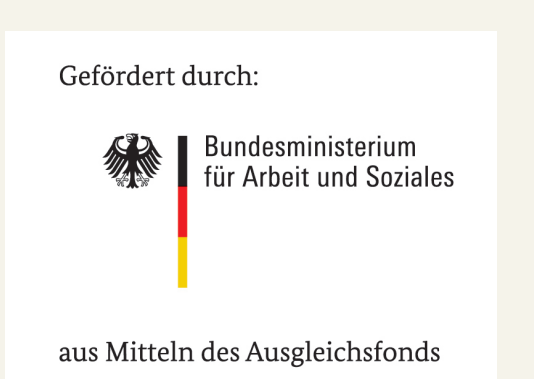 Gefördert durch:
Bundesministerium
für Arbeit und Soziales
aus Mitteln des Ausgleichsfonds